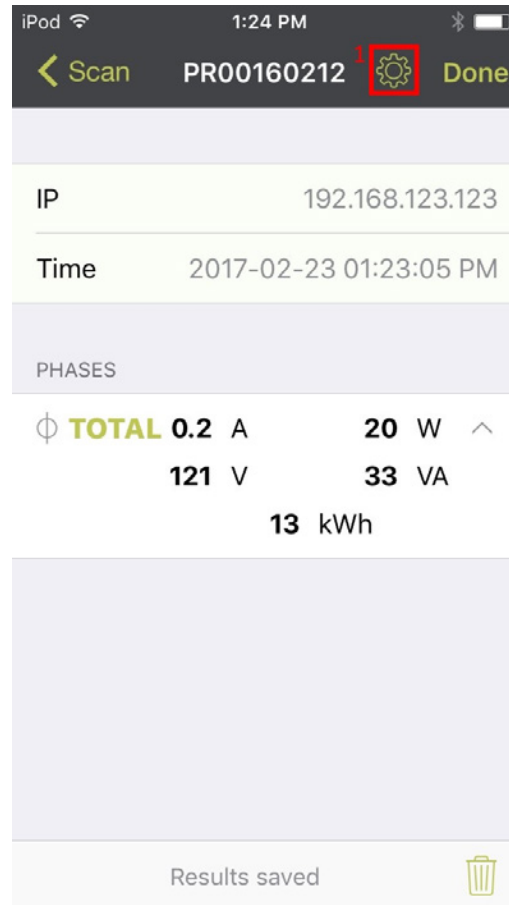 iPod 1:24 PM
Scan PR00160212 1 Done
IP 192.168.123.123
Time 2017-02-23 01:23:05 PM
PHASES
TOTAL 0.2 A 20 W
121 V 33 VA
13 kWh
Results saved